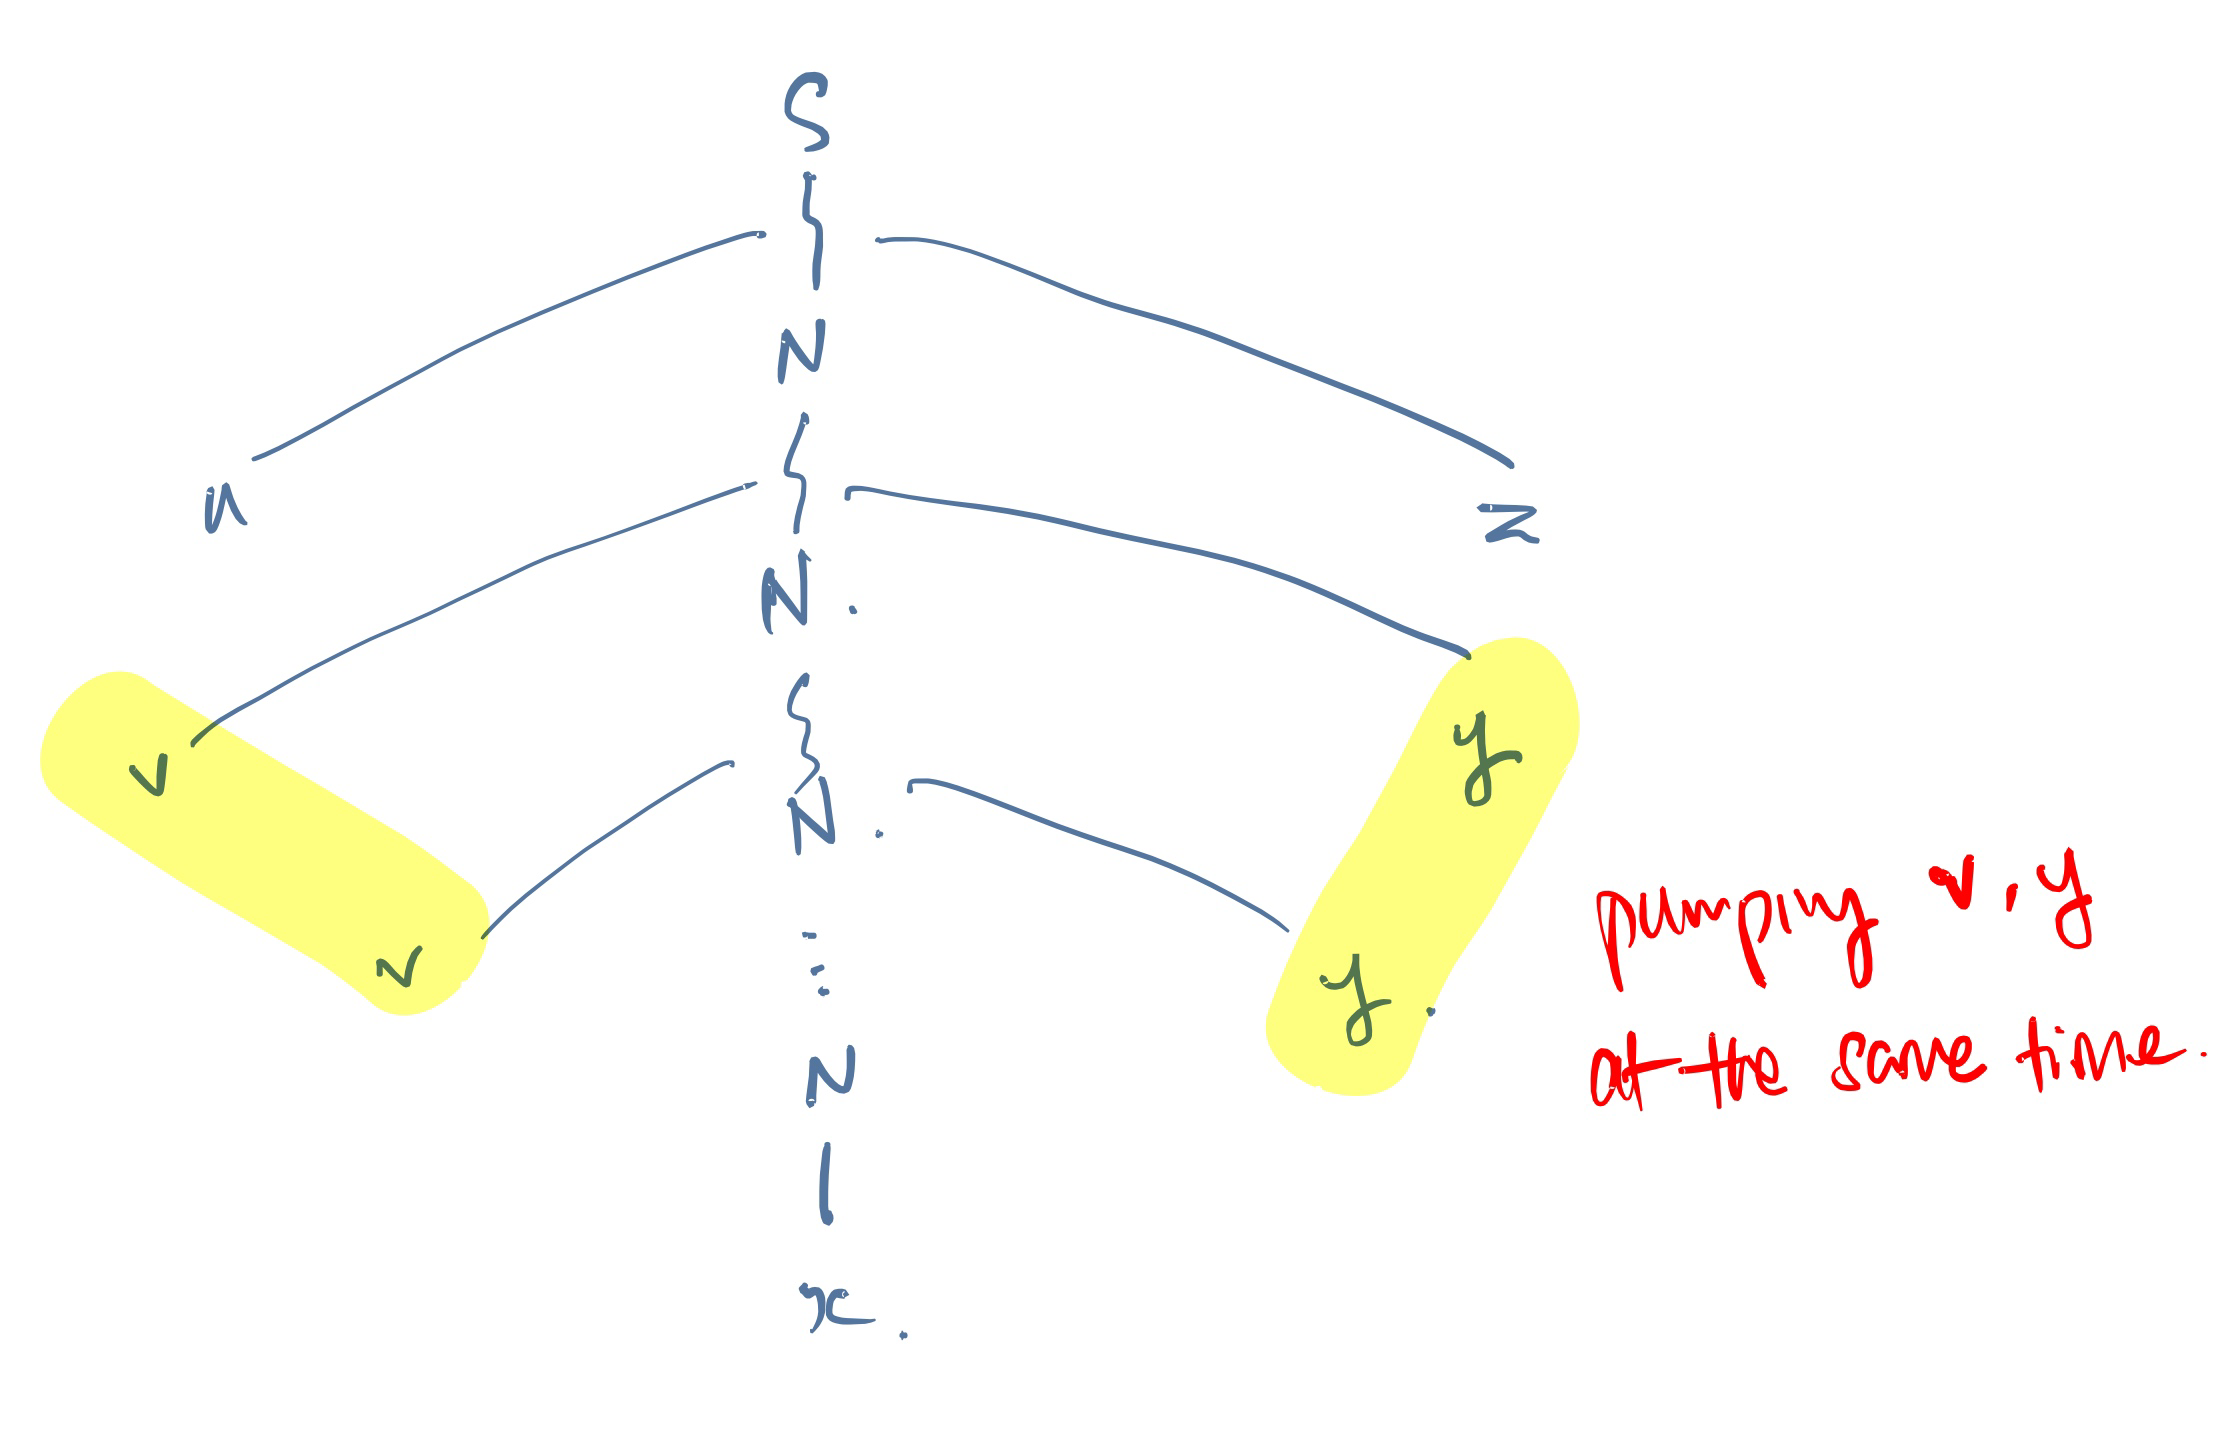 S
N
u z
N.
v y
N.
v y.
pumping v, y
at the same time.
N
x.